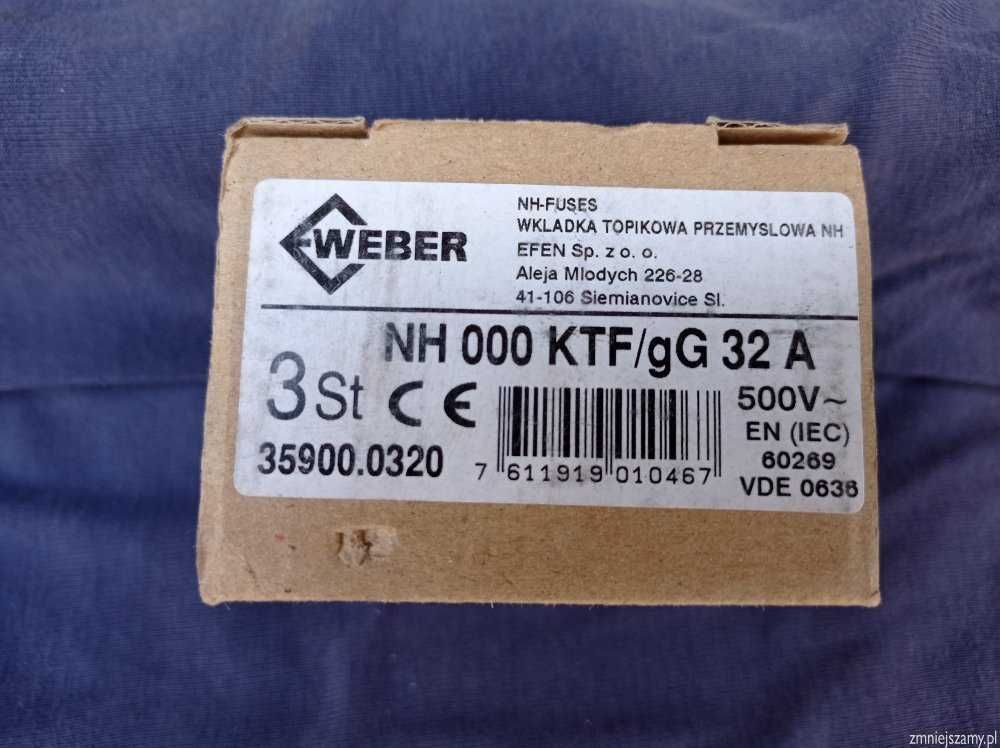 WEBER
NH-FUSES
WKLADKA TOPIKOWA PRZEMYSLOWA NH
EFEN Sp. z o. o.
Aleja Mlodych 226-28
41-106 Siemianovice Sl.
NH 000 KTF/gG 32 A
3 St CE
35900.0320
7 611919 010467
500V~
EN (IEC)
60269
VDE 0636
zmniejszamy.pl